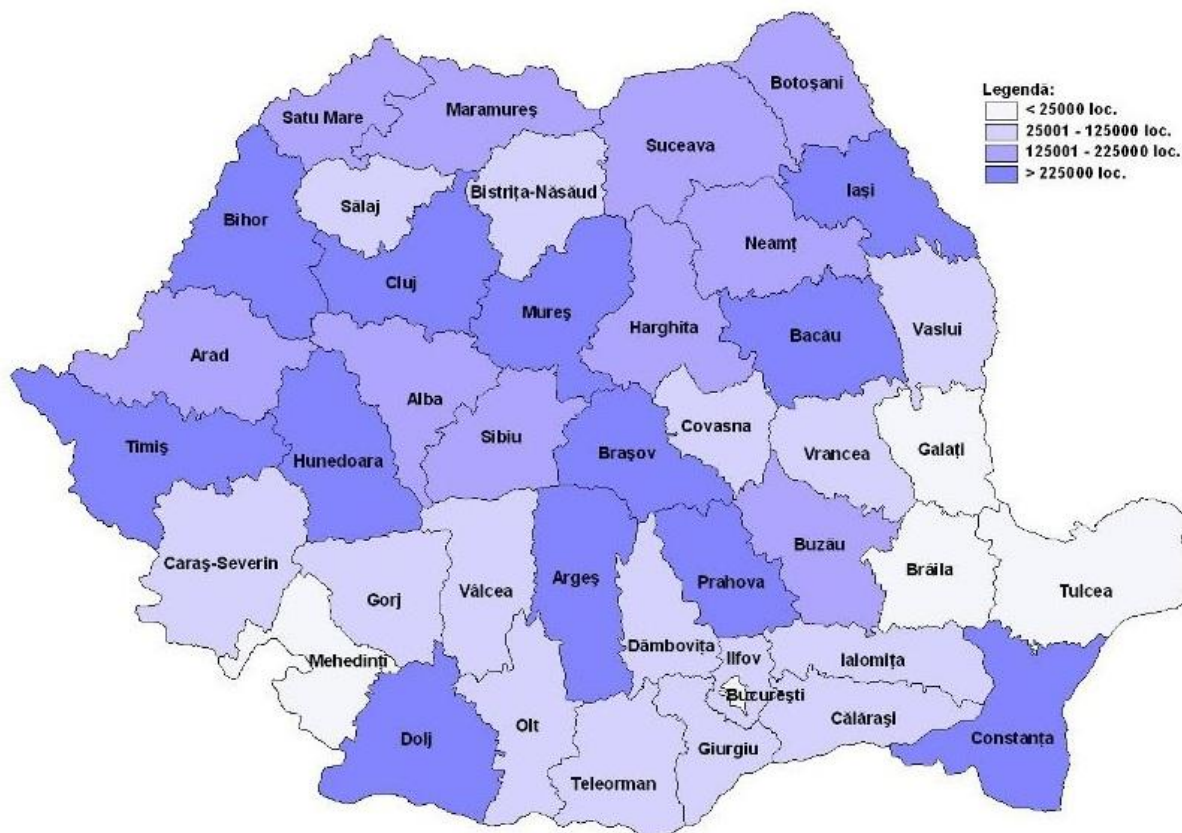 Legendă:
< 25000 loc.
25001 - 125000 loc.
125001 - 225000 loc.
> 225000 loc.
Botoşani
Satu Mare
Maramureş
Suceava
Iaşi
Bistriţa-Năsăud
Sălaj
Bihor
Neamţ
Cluj
Mureş
Harghita
Bacău
Vaslui
Arad
Alba
Sibiu
Covasna
Timiş
Hunedoara
Braşov
Vrancea
Galaţi
Caraş-Severin
Gorj
Vâlcea
Argeş
Prahova
Buzău
Brăila
Tulcea
Mehedinţi
Dâmboviţa
Ilfov
Ialomiţa
Bucureşti
Călăraşi
Dolj
Olt
Giurgiu
Constanţa
Teleorman